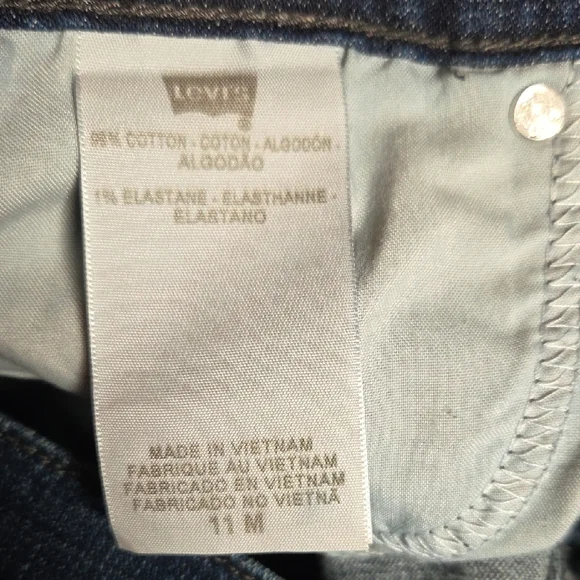 LEVI'S
®
99% COTTON - COTON - ALGODÓN -
ALGODÃO
1% ELASTANE - ELASTHANNE -
ELASTANO
MADE IN VIETNAM
FABRIQUE AU VIETNAM
FABRICADO EN VIETNAM
FABRICADO NO VIETNÃ
11 M